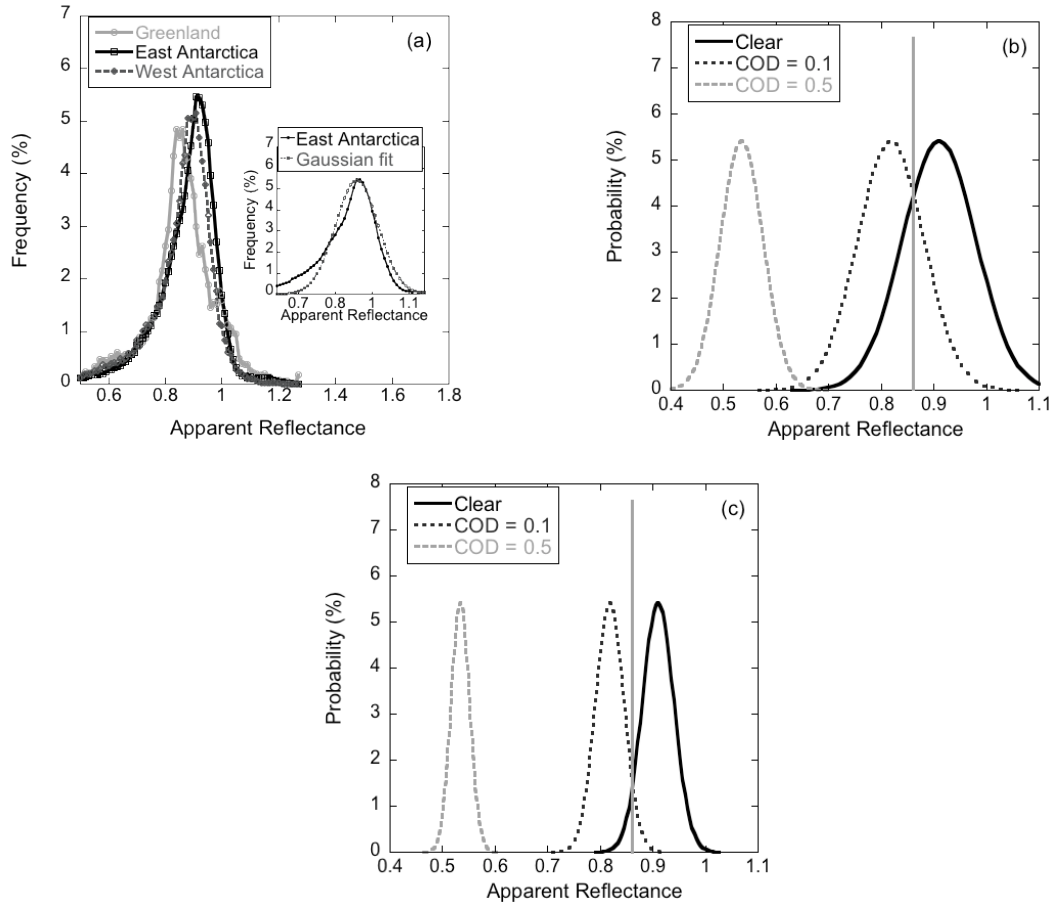 (a)
Greenland
East Antarctica
West Antarctica
Frequency (%)
7
6
5
4
3
2
1
0
0.6 0.8 1 1.2 1.4 1.6 1.8
Apparent Reflectance
East Antarctica
Gaussian fit
Frequency (%)
7
6
5
4
3
2
1
0
0.7 0.9 1 1.1
Apparent Reflectance
(b)
Clear
COD = 0.1
COD = 0.5
Probability (%)
8
7
6
5
4
3
2
1
0
0.4 0.5 0.6 0.7 0.8 0.9 1 1.1
Apparent Reflectance
(c)
Clear
COD = 0.1
COD = 0.5
Probability (%)
8
7
6
5
4
3
2
1
0
0.4 0.5 0.6 0.7 0.8 0.9 1 1.1
Apparent Reflectance